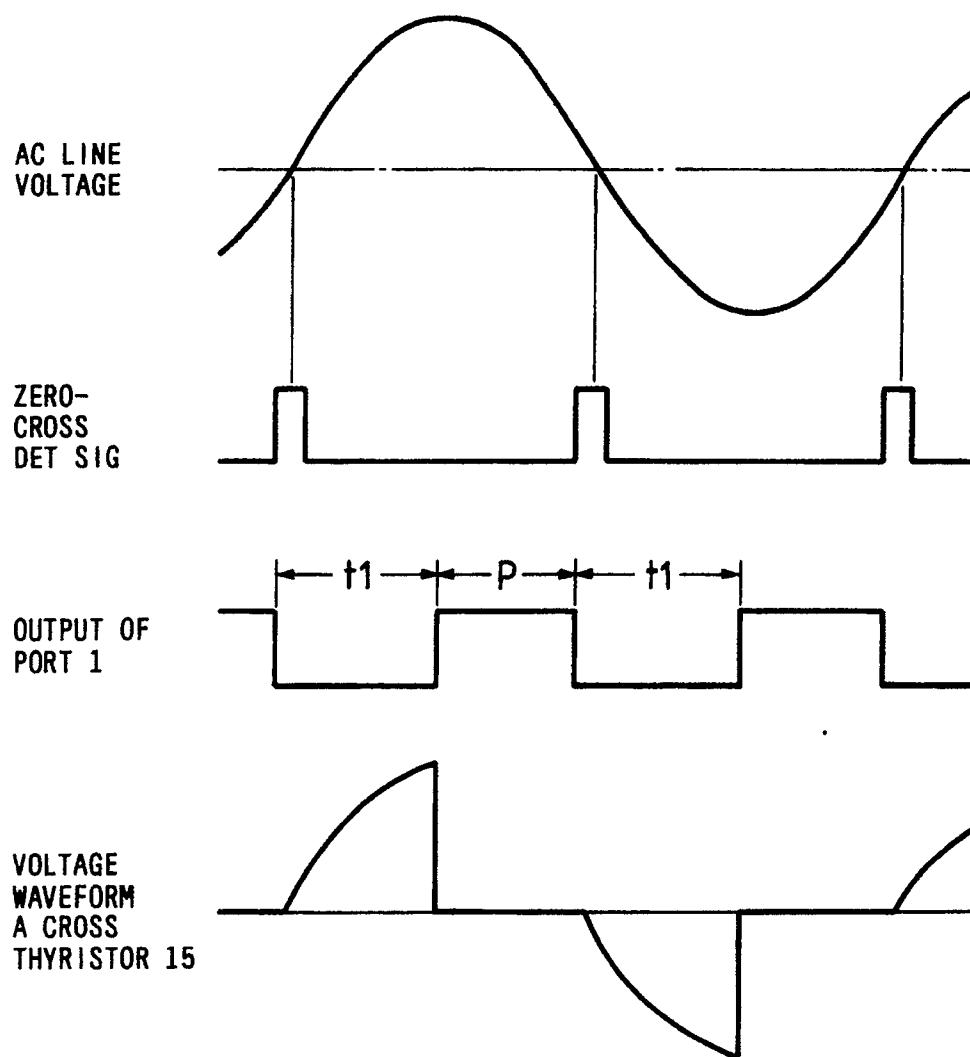 AC LINE
VOLTAGE
ZERO-
CROSS
DET SIG
t1
P
t1
OUTPUT OF
PORT 1
VOLTAGE
WAVEFORM
A CROSS
THYRISTOR 15